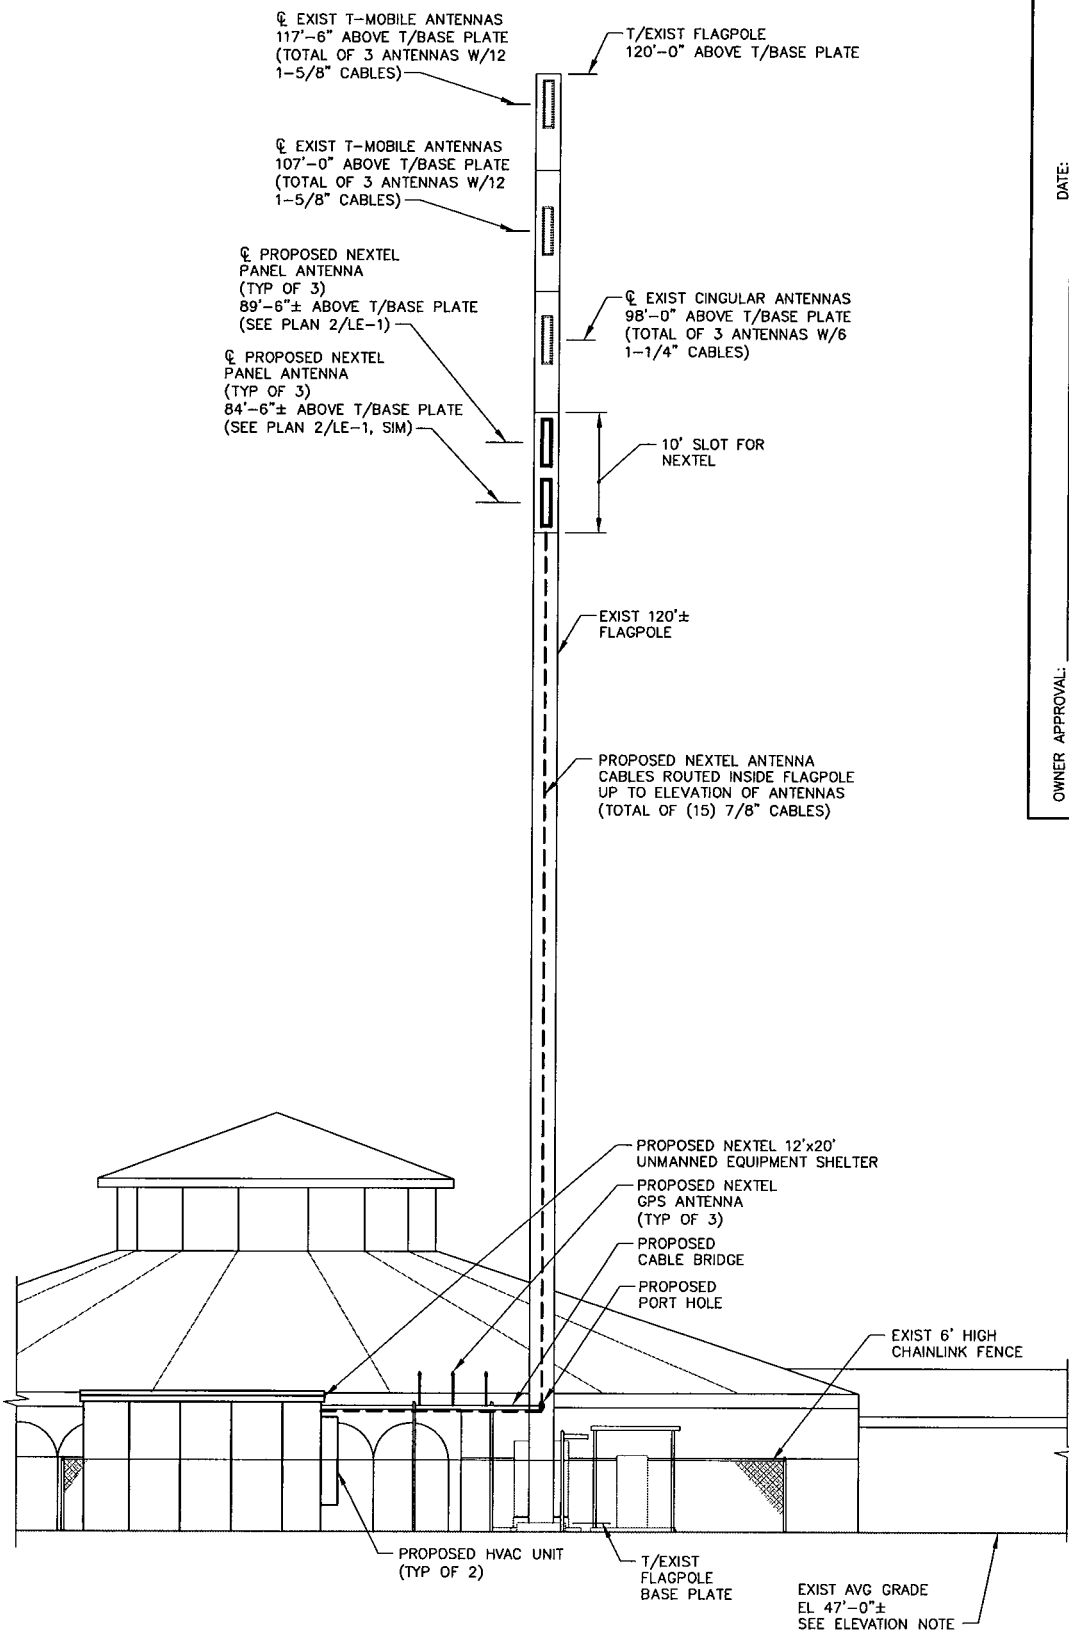 ℄ EXIST T-MOBILE ANTENNAS
117'-6" ABOVE T/BASE PLATE
(TOTAL OF 3 ANTENNAS W/12
1-5/8" CABLES)
T/EXIST FLAGPOLE
120'-0" ABOVE T/BASE PLATE
℄ EXIST T-MOBILE ANTENNAS
107'-0" ABOVE T/BASE PLATE
(TOTAL OF 3 ANTENNAS W/12
1-5/8" CABLES)
℄ PROPOSED NEXTEL
PANEL ANTENNA
(TYP OF 3)
89'-6"± ABOVE T/BASE PLATE
(SEE PLAN 2/LE-1)
℄ EXIST CINGULAR ANTENNAS
98'-0" ABOVE T/BASE PLATE
(TOTAL OF 3 ANTENNAS W/6
1-1/4" CABLES)
℄ PROPOSED NEXTEL
PANEL ANTENNA
(TYP OF 3)
84'-6"± ABOVE T/BASE PLATE
(SEE PLAN 2/LE-1, SIM)
10' SLOT FOR
NEXTEL
EXIST 120'±
FLAGPOLE
PROPOSED NEXTEL ANTENNA
CABLES ROUTED INSIDE FLAGPOLE
UP TO ELEVATION OF ANTENNAS
(TOTAL OF (15) 7/8" CABLES)
OWNER APPROVAL:
DATE:
PROPOSED NEXTEL 12'x20'
UNMANNED EQUIPMENT SHELTER
PROPOSED NEXTEL
GPS ANTENNA
(TYP OF 3)
PROPOSED
CABLE BRIDGE
PROPOSED
PORT HOLE
EXIST 6' HIGH
CHAINLINK FENCE
PROPOSED HVAC UNIT
(TYP OF 2)
T/EXIST
FLAGPOLE
BASE PLATE
EXIST AVG GRADE
EL 47'-0"±
SEE ELEVATION NOTE